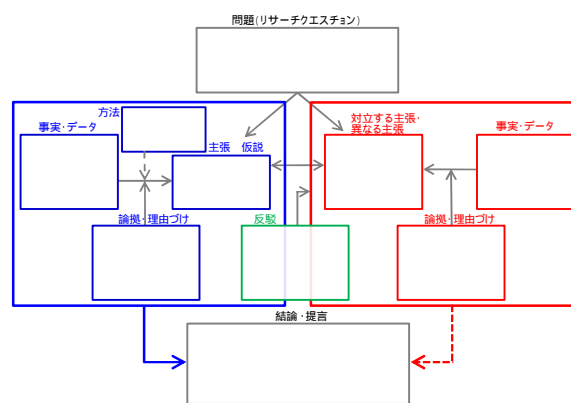 問題(リサーチクエスチョン)
方法
事実・データ
主張　仮説
対立する主張・
異なる主張
事実・データ
論拠・理由づけ
反駁
論拠・理由づけ
結論・提言